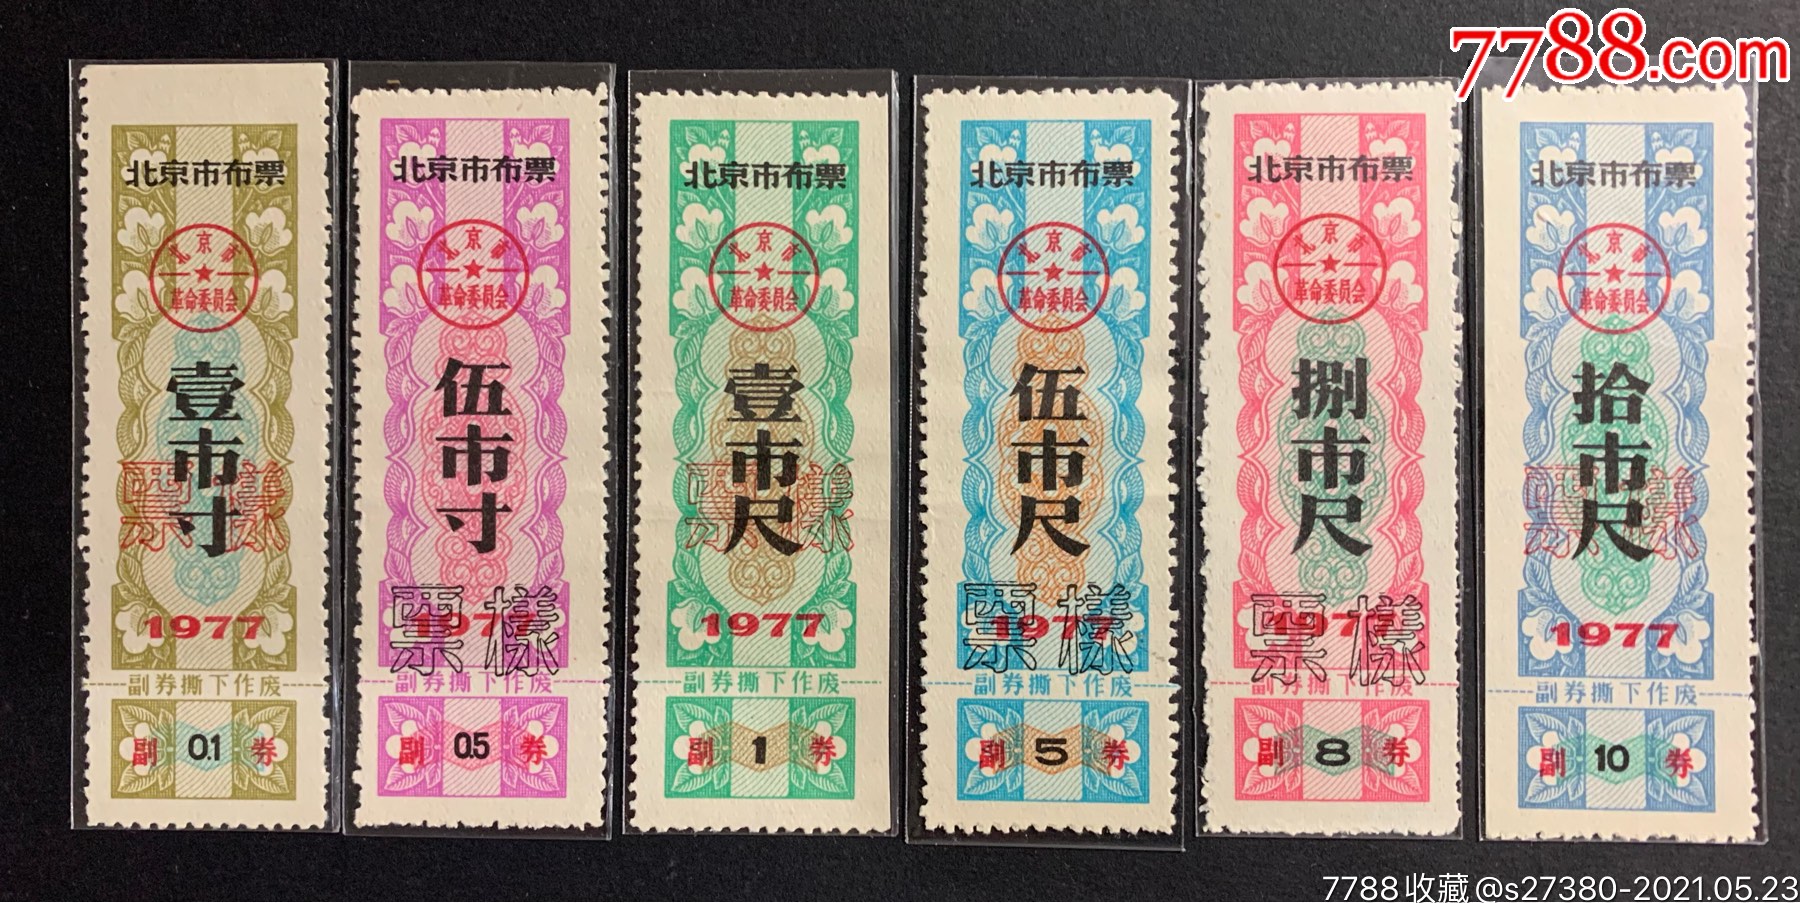 7788.com
北京市布票
北京市
革命委员会
壹市寸
票樣
1977
副券撕下作废
副 0.1 券
北京市布票
北京市
革命委员会
伍市寸
票樣
1977
副券撕下作废
副 0.5 券
北京市布票
北京市
革命委员会
壹市尺
票樣
1977
副券撕下作废
副 1 券
北京市布票
北京市
革命委员会
伍市尺
票樣
1977
副券撕下作废
副 5 券
北京市布票
北京市
革命委员会
捌市尺
票樣
1977
副券撕下作废
副 8 券
北京市布票
北京市
革命委员会
拾市尺
票樣
1977
副券撕下作废
副 10 券
7788收藏@s27380-2021.05.23